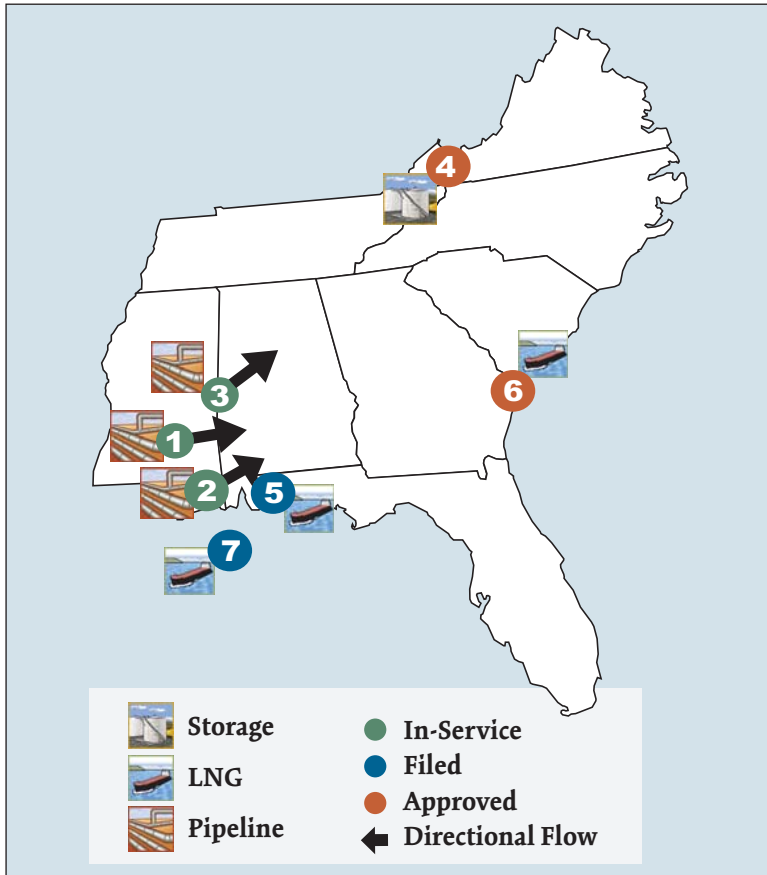 4
3
6
1
2
5
7
Storage
LNG
Pipeline
In-Service
Filed
Approved
Directional Flow